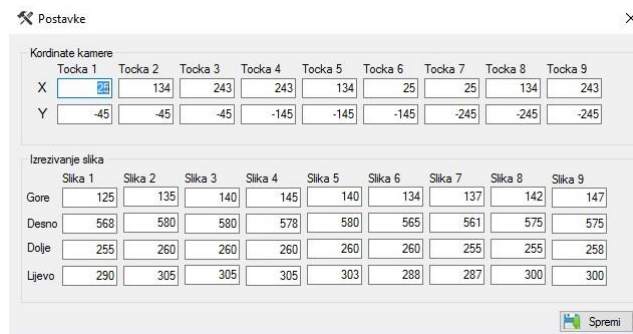 Postavke
Kordinate kamere
Tocka 1 Tocka 2 Tocka 3 Tocka 4 Tocka 5 Tocka 6 Tocka 7 Tocka 8 Tocka 9
X 25 134 243 243 134 25 25 134 243
Y -45 -45 -45 -145 -145 -145 -245 -245 -245
Izrezivanje slika
Slika 1 Slika 2 Slika 3 Slika 4 Slika 5 Slika 6 Slika 7 Slika 8 Slika 9
Gore 125 135 140 145 140 134 137 142 147
Desno 568 580 580 578 580 565 561 575 575
Dolje 255 260 260 260 260 260 255 255 258
Lijevo 290 305 305 305 303 288 287 300 300
Spremi